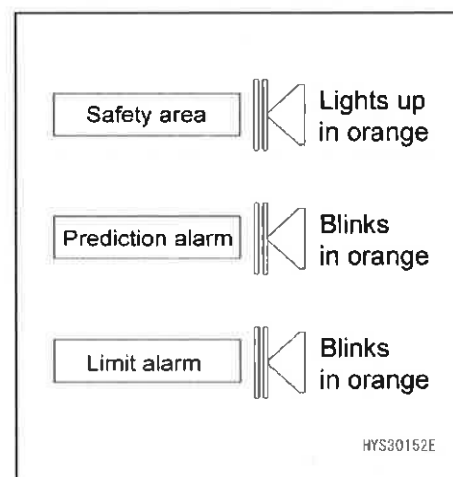 Safety area
Lights up
in orange
Prediction alarm
Blinks
in orange
Limit alarm
Blinks
in orange
HYS30152E